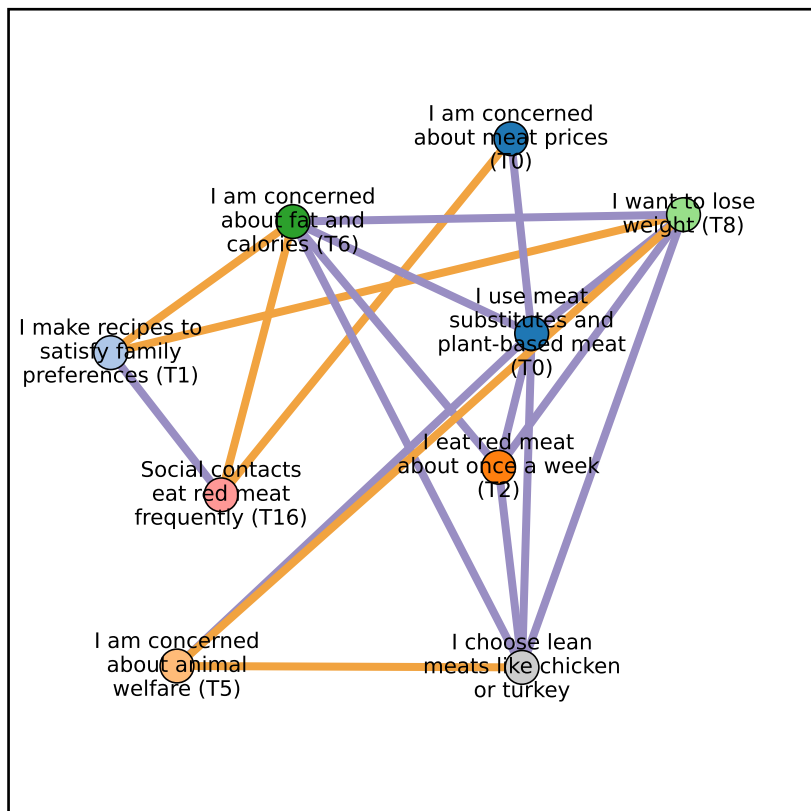 I am concerned
about meat prices
(T0)
I am concerned
about fat and
calories (T6)
I want to lose
weight (T8)
I use meat
substitutes and
plant-based meat
(T0)
I make recipes to
satisfy family
preferences (T1)
I eat red meat
about once a week
(T2)
Social contacts
eat red meat
frequently (T16)
I am concerned
about animal
welfare (T5)
I choose lean
meats like chicken
or turkey